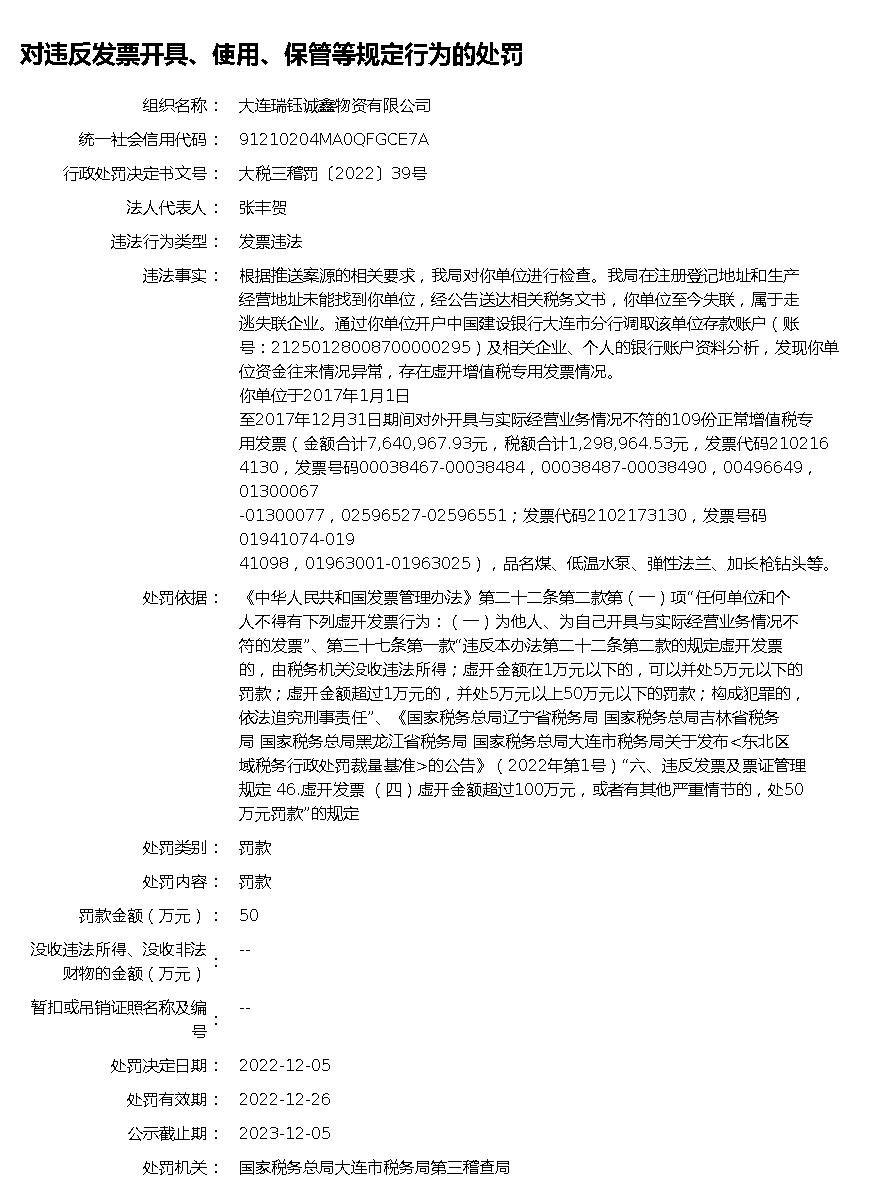 对违反发票开具、使用、保管等规定行为的处罚
组织名称： 大连瑞钰诚鑫物资有限公司
统一社会信用代码： 91210204MA0QFGCE7A
行政处罚决定书文号： 大税三稽罚〔2022〕39号
法人代表人： 张丰贺
违法行为类型： 发票违法
违法事实： 根据推送案源的相关要求，我局对你单位进行检查。我局在注册登记地址和生产
经营地址未能找到你单位，经公告送达相关税务文书，你单位至今失联，属于走
逃失联企业。通过你单位开户中国建设银行大连市分行调取该单位存款账户（账
号：21250128008700000295）及相关企业、个人的银行账户资料分析，发现你单
位资金往来情况异常，存在虚开增值税专用发票情况。
你单位于2017年1月1日
至2017年12月31日期间对外开具与实际经营业务情况不符的109份正常增值税专
用发票（金额合计7,640,967.93元，税额合计1,298,964.53元，发票代码210216
4130，发票号码00038467-00038484，00038487-00038490，00496649，
01300067
-01300077，02596527-02596551；发票代码2102173130，发票号码
01941074-019
41098，01963001-01963025），品名煤、低温水泵、弹性法兰、加长枪钻头等。
处罚依据： 《中华人民共和国发票管理办法》第二十二条第二款第（一）项“任何单位和个
人不得有下列虚开发票行为：（一）为他人、为自己开具与实际经营业务情况不
符的发票”、第三十七条第一款“违反本办法第二十二条第二款的规定虚开发票
的，由税务机关没收违法所得；虚开金额在1万元以下的，可以并处5万元以下的
罚款；虚开金额超过1万元的，并处5万元以上50万元以下的罚款；构成犯罪的，
依法追究刑事责任”、《国家税务总局辽宁省税务局 国家税务总局吉林省税务
局 国家税务总局黑龙江省税务局 国家税务总局大连市税务局关于发布<东北区
域税务行政处罚裁量基准>的公告》（2022年第1号）“六、违反发票及票证管理
规定 46.虚开发票 （四）虚开金额超过100万元，或者有其他严重情节的，处50
万元罚款”的规定
处罚类别： 罚款
处罚内容： 罚款
罚款金额（万元）： 50
没收违法所得、没收非法
财物的金额（万元）： --
暂扣或吊销证照名称及编
号： --
处罚决定日期： 2022-12-05
处罚有效期： 2022-12-26
公示截止期： 2023-12-05
处罚机关： 国家税务总局大连市税务局第三稽查局